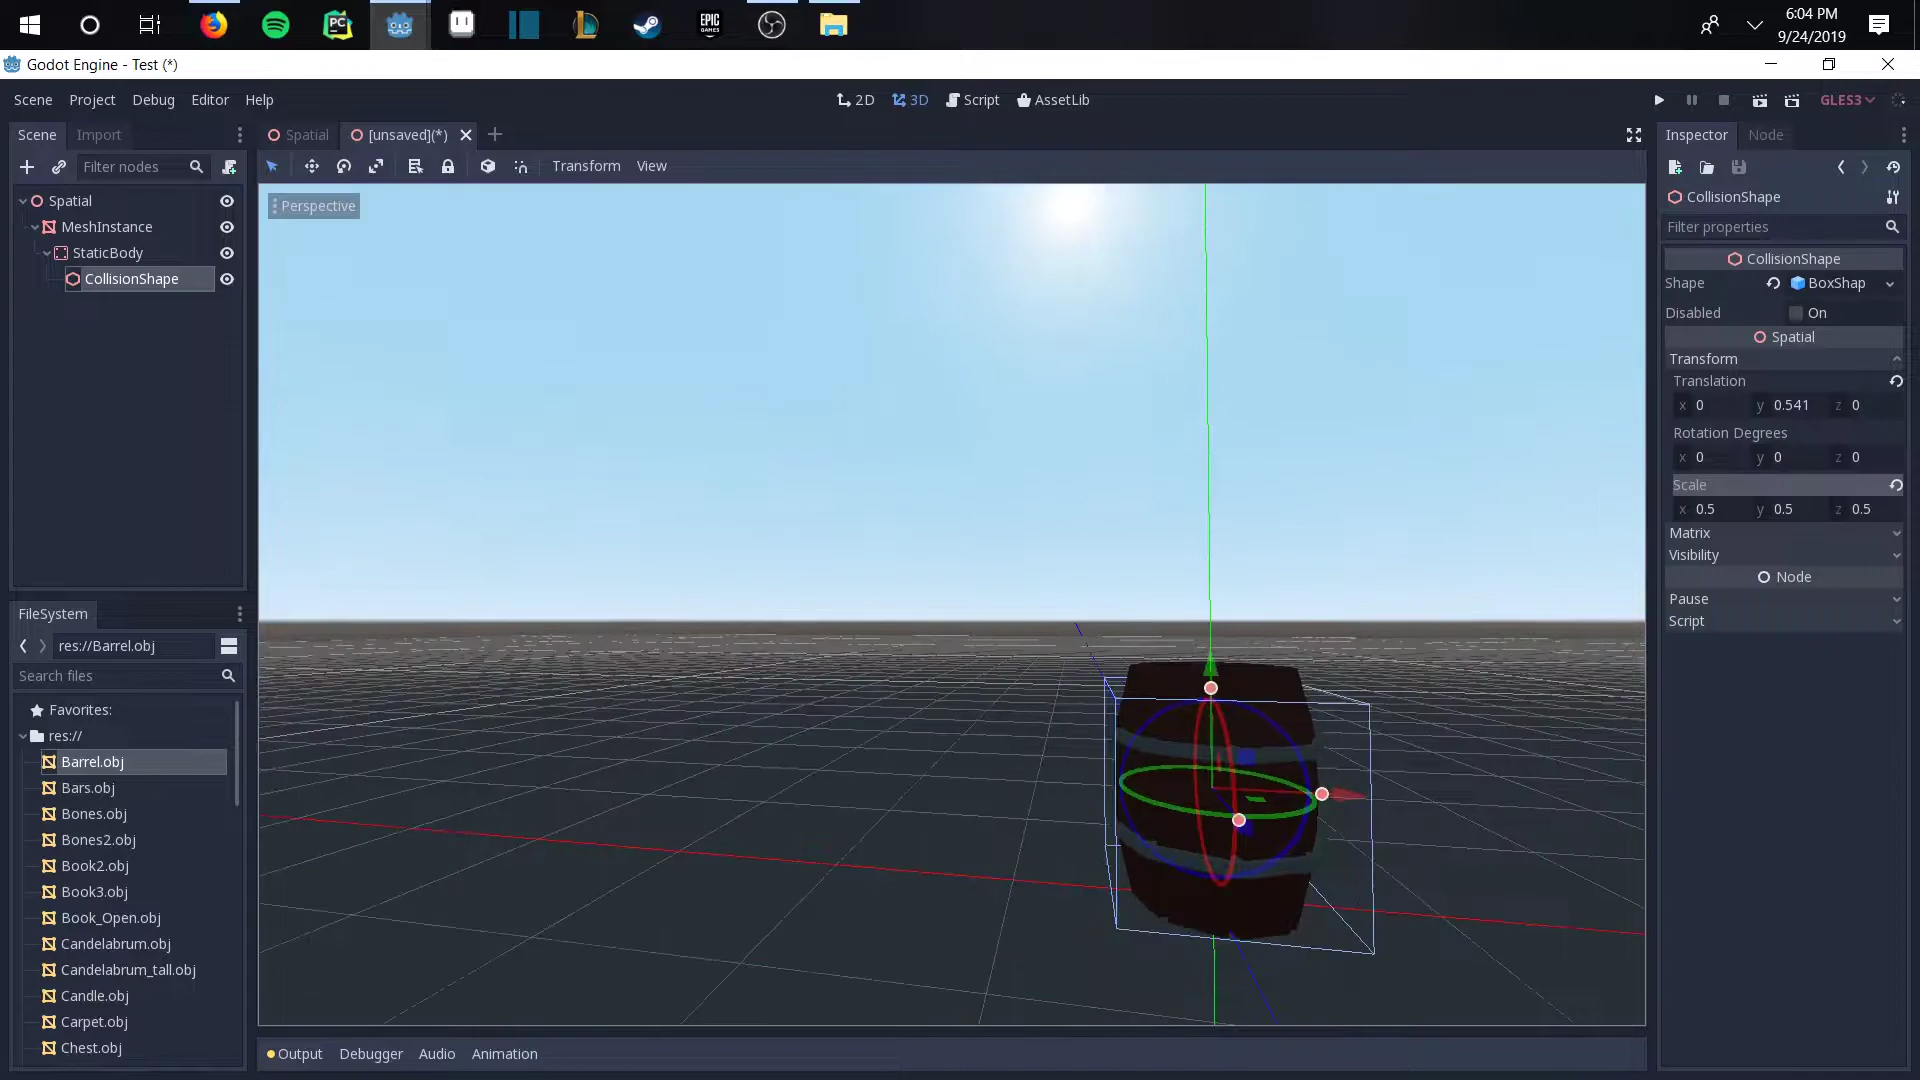 PC
EPIC
GAMES
6:04 PM
9/24/2019
Godot Engine - Test (*)
Scene Project Debug Editor Help
2D 3D Script AssetLib
GLES3
Scene Import
Spatial [unsaved](*)
Inspector Node
Filter nodes
Transform View
Spatial
MeshInstance
StaticBody
CollisionShape
Perspective
CollisionShape
Filter properties
CollisionShape
Shape BoxShap
Disabled On
Spatial
Transform
Translation
x 0 y 0.541 z 0
Rotation Degrees
x 0 y 0 z 0
Scale
x 0.5 y 0.5 z 0.5
Matrix
Visibility
Node
Pause
Script
FileSystem
res://Barrel.obj
Search files
Favorites:
res://
Barrel.obj
Bars.obj
Bones.obj
Bones2.obj
Book2.obj
Book3.obj
Book_Open.obj
Candelabrum.obj
Candelabrum_tall.obj
Candle.obj
Carpet.obj
Chest.obj
Output Debugger Audio Animation